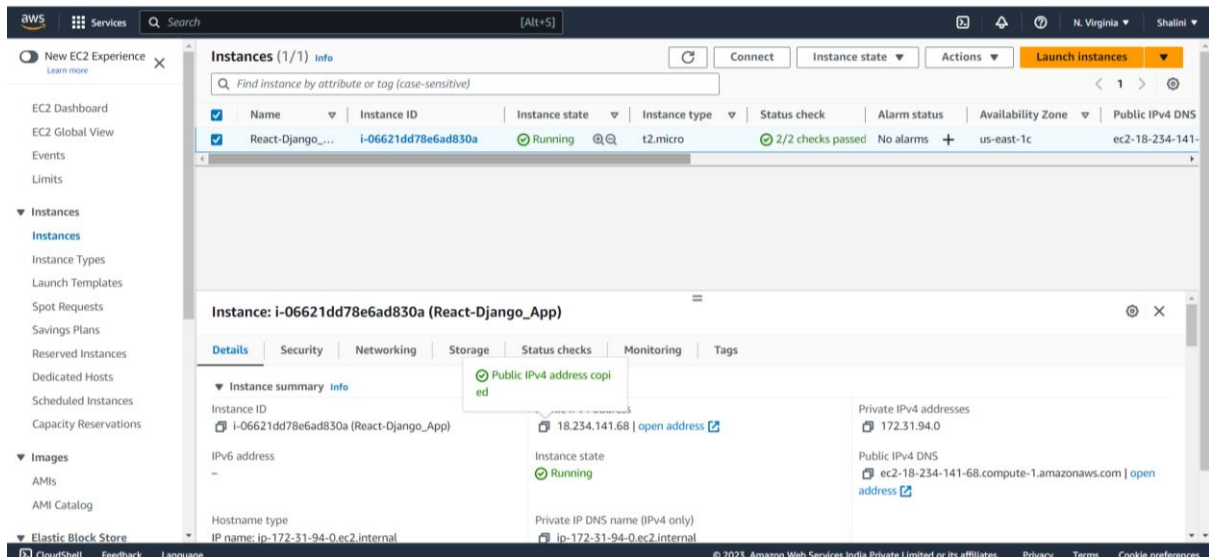 aws Services Search [Alt+S] N. Virginia ▼ Shalini ▼
New EC2 Experience
Learn more
EC2 Dashboard
EC2 Global View
Events
Limits
▼ Instances
Instances
Instance Types
Launch Templates
Spot Requests
Savings Plans
Reserved Instances
Dedicated Hosts
Scheduled Instances
Capacity Reservations
▼ Images
AMIs
AMI Catalog
▼ Elastic Block Store
Instances (1/1) Info Connect Instance state ▼ Actions ▼ Launch instances ▼
Find instance by attribute or tag (case-sensitive) < 1 >
Name Instance ID Instance state Instance type Status check Alarm status Availability Zone Public IPv4 DNS
React-Django_... i-06621dd78e6ad830a Running t2.micro 2/2 checks passed No alarms + us-east-1c ec2-18-234-141-
Instance: i-06621dd78e6ad830a (React-Django_App)
Details Security Networking Storage Status checks Monitoring Tags
Public IPv4 address copi
ed
▼ Instance summary Info
Instance ID Private IPv4 addresses
i-06621dd78e6ad830a (React-Django_App) 18.234.141.68 | open address 172.31.94.0
IPv6 address Instance state Public IPv4 DNS
– Running ec2-18-234-141-68.compute-1.amazonaws.com | open
address
Hostname type Private IP DNS name (IPv4 only)
IP name: ip-172-31-94-0.ec2.internal ip-172-31-94-0.ec2.internal
CloudShell Feedback Language © 2023, Amazon Web Services India Private Limited or its affiliates. Privacy Terms Cookie preferences